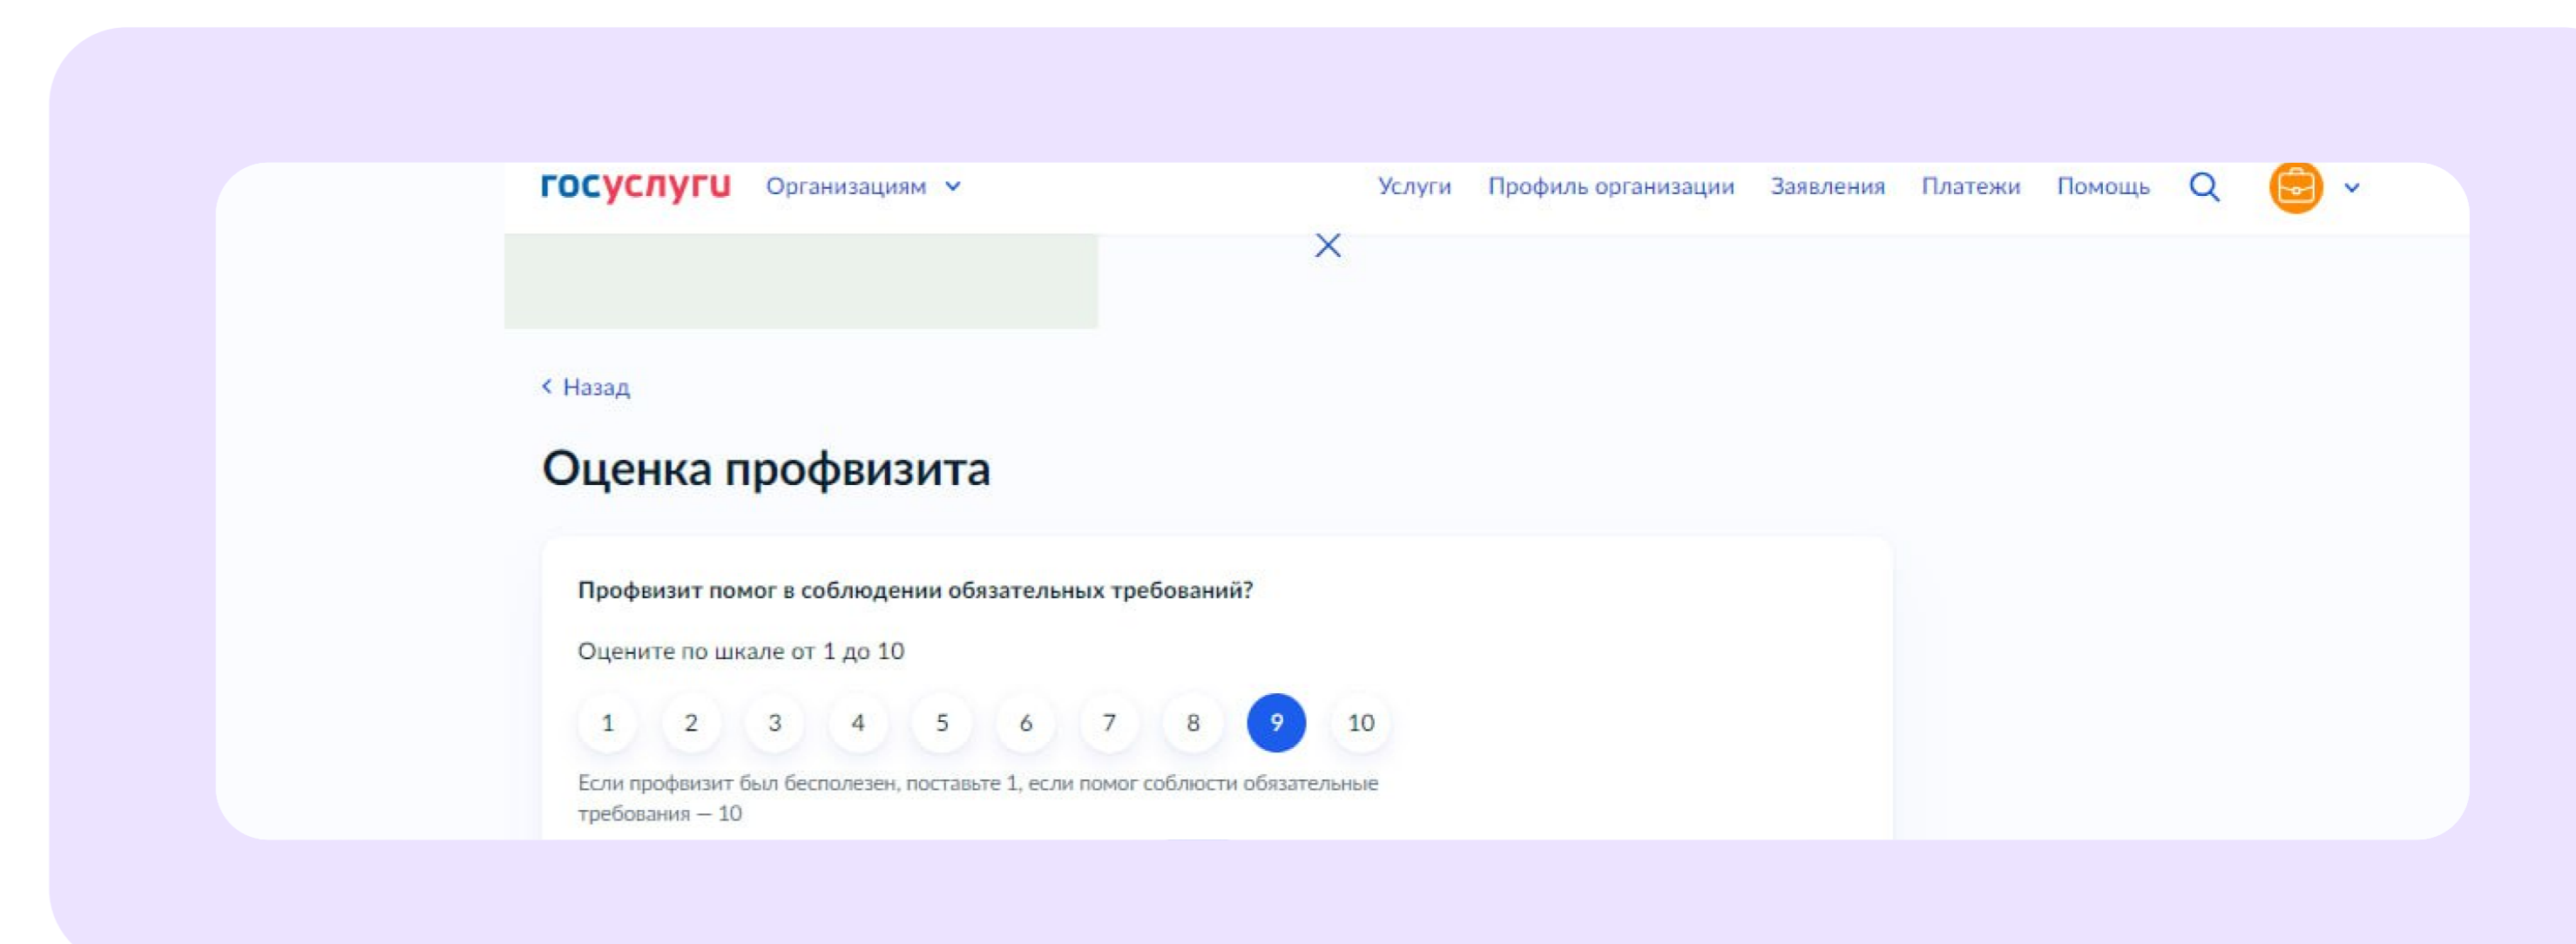 госуслуги Организациям Услуги Профиль организации Заявления Платежи Помощь
Назад
Оценка профвизита
Профвизит помог в соблюдении обязательных требований?
Оцените по шкале от 1 до 10
1 2 3 4 5 6 7 8 9 10
Если профвизит был бесполезен, поставьте 1, если помог соблюсти обязательные
требования — 10